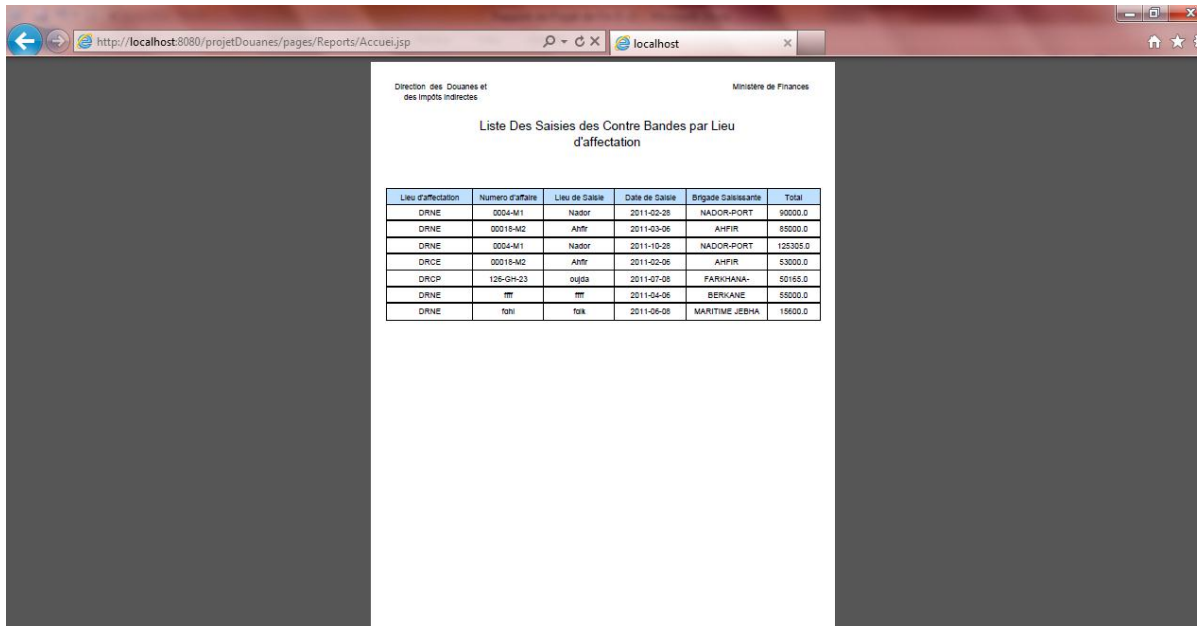 http://localhost:8080/projetDouanes/pages/Reports/Accuei.jsp
localhost
Direction des Douanes et
des Impôts Indirectes
Ministère de Finances
Liste Des Saisies des Contre Bandes par Lieu
d'affectation
Lieu d'affectation Numero d'affaire Lieu de Saisie Date de Saisie Brigade Saisissante Total
DRNE 0004-M1 Nador 2011-02-28 NADOR-PORT 90000.0
DRNE 00018-M2 Ahfir 2011-03-06 AHFIR 85000.0
DRNE 0004-M1 Nador 2011-10-28 NADOR-PORT 125305.0
DRCE 00018-M2 Ahfir 2011-02-06 AHFIR 53000.0
DRCP 126-GH-23 oujda 2011-07-08 FARKHANA- 50165.0
DRNE ffff ffff 2011-04-06 BERKANE 55000.0
DRNE 2011-06-08 MARITIME JEBHA 15600.0